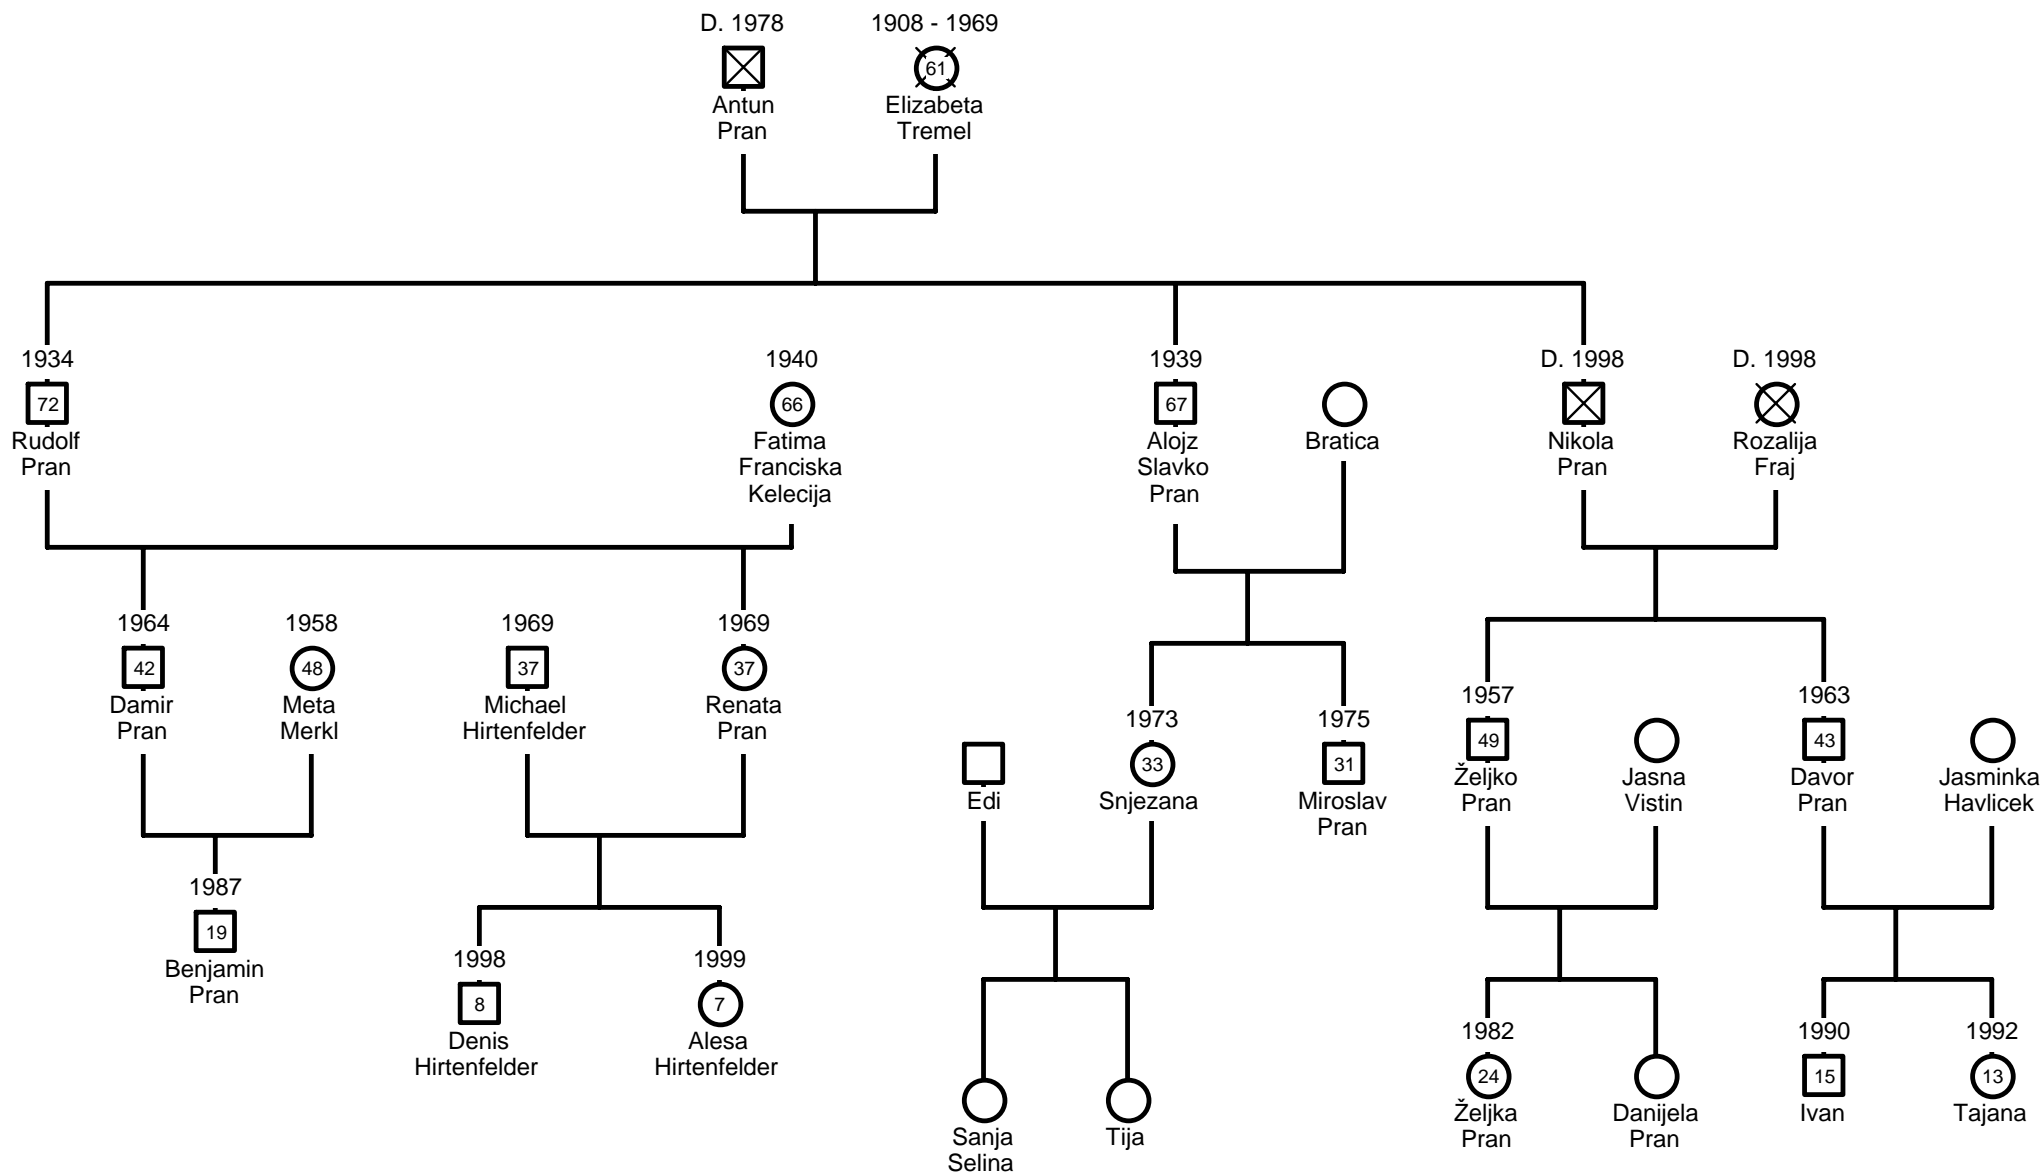 D. 1978
1908 - 1969
61
Antun
Pran
Elizabeta
Tremel
1934
72
Rudolf
Pran
1940
66
Fatima
Franciska
Kelecija
1939
67
Alojz
Slavko
Pran
Bratica
D. 1998
Nikola
Pran
D. 1998
Rozalija
Fraj
1964
42
Damir
Pran
1958
48
Meta
Merkl
1969
37
Michael
Hirtenfelder
1969
37
Renata
Pran
Edi
1973
33
Snjezana
1975
31
Miroslav
Pran
1957
49
Željko
Pran
Jasna
Vistin
1963
43
Davor
Pran
Jasminka
Havlicek
1987
19
Benjamin
Pran
1998
8
Denis
Hirtenfelder
1999
7
Alesa
Hirtenfelder
Sanja
Selina
Tija
1982
24
Željka
Pran
Danijela
Pran
1990
15
Ivan
1992
13
Tajana